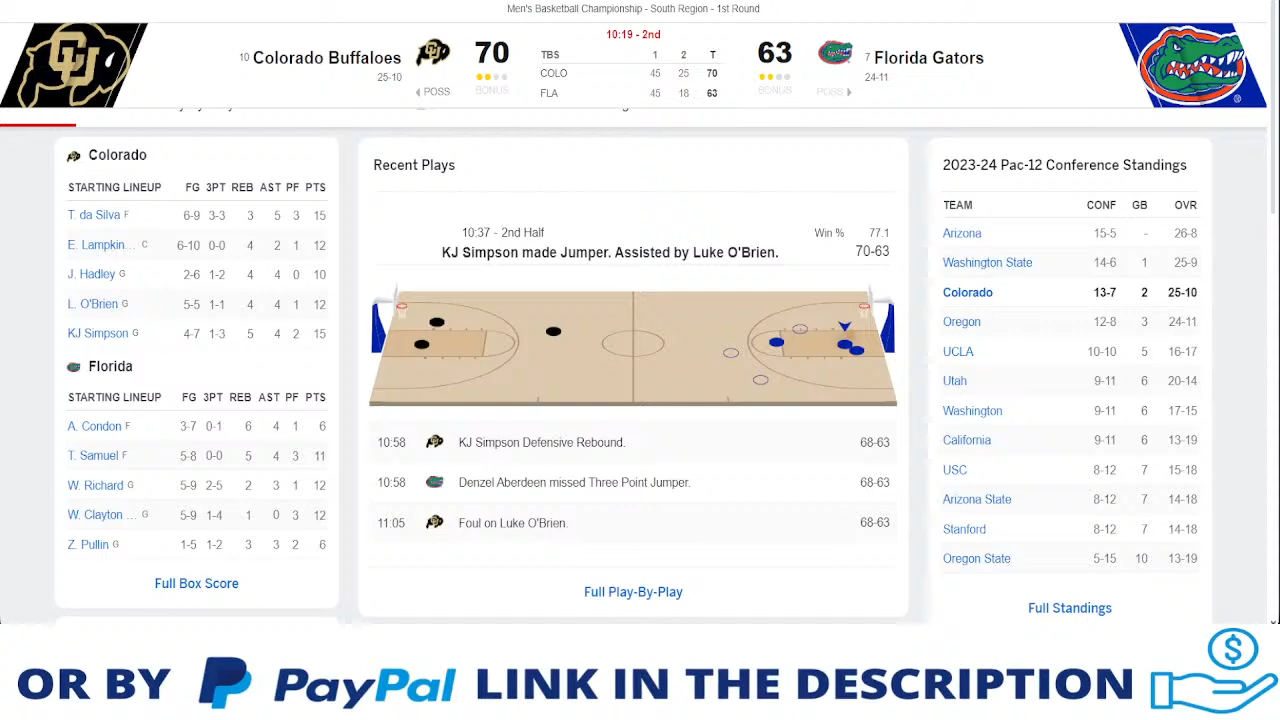 Men's Basketball Championship - South Region - 1st Round
10 Colorado Buffaloes
25-10
70
BONUS
POSS
10:19 - 2nd
TBS 1 2 T
COLO 45 25 70
FLA 45 18 63
63
BONUS
POSS
7 Florida Gators
24-11
Colorado
STARTING LINEUP FG 3PT REB AST PF PTS
T. da Silva F 6-9 3-3 3 5 3 15
E. Lampkin... C 6-10 0-0 4 2 1 12
J. Hadley G 2-6 1-2 4 4 0 10
L. O'Brien G 5-5 1-1 4 4 1 12
KJ Simpson G 4-7 1-3 5 4 2 15
Florida
STARTING LINEUP FG 3PT REB AST PF PTS
A. Condon F 3-7 0-1 6 4 1 6
T. Samuel F 5-8 0-0 5 4 3 11
W. Richard G 5-9 2-5 2 3 1 12
W. Clayton ... G 5-9 1-4 1 0 3 12
Z. Pullin G 1-5 1-2 3 3 2 6
Full Box Score
Recent Plays
10:37 - 2nd Half Win % 77.1
KJ Simpson made Jumper. Assisted by Luke O'Brien. 70-63
10:58 KJ Simpson Defensive Rebound. 68-63
10:58 Denzel Aberdeen missed Three Point Jumper. 68-63
11:05 Foul on Luke O'Brien. 68-63
Full Play-By-Play
2023-24 Pac-12 Conference Standings
TEAM CONF GB OVR
Arizona 15-5 - 26-8
Washington State 14-6 1 25-9
Colorado 13-7 2 25-10
Oregon 12-8 3 24-11
UCLA 10-10 5 16-17
Utah 9-11 6 20-14
Washington 9-11 6 17-15
California 9-11 6 13-19
USC 8-12 7 15-18
Arizona State 8-12 7 14-18
Stanford 8-12 7 14-18
Oregon State 5-15 10 13-19
Full Standings
OR BY PayPal LINK IN THE DESCRIPTION